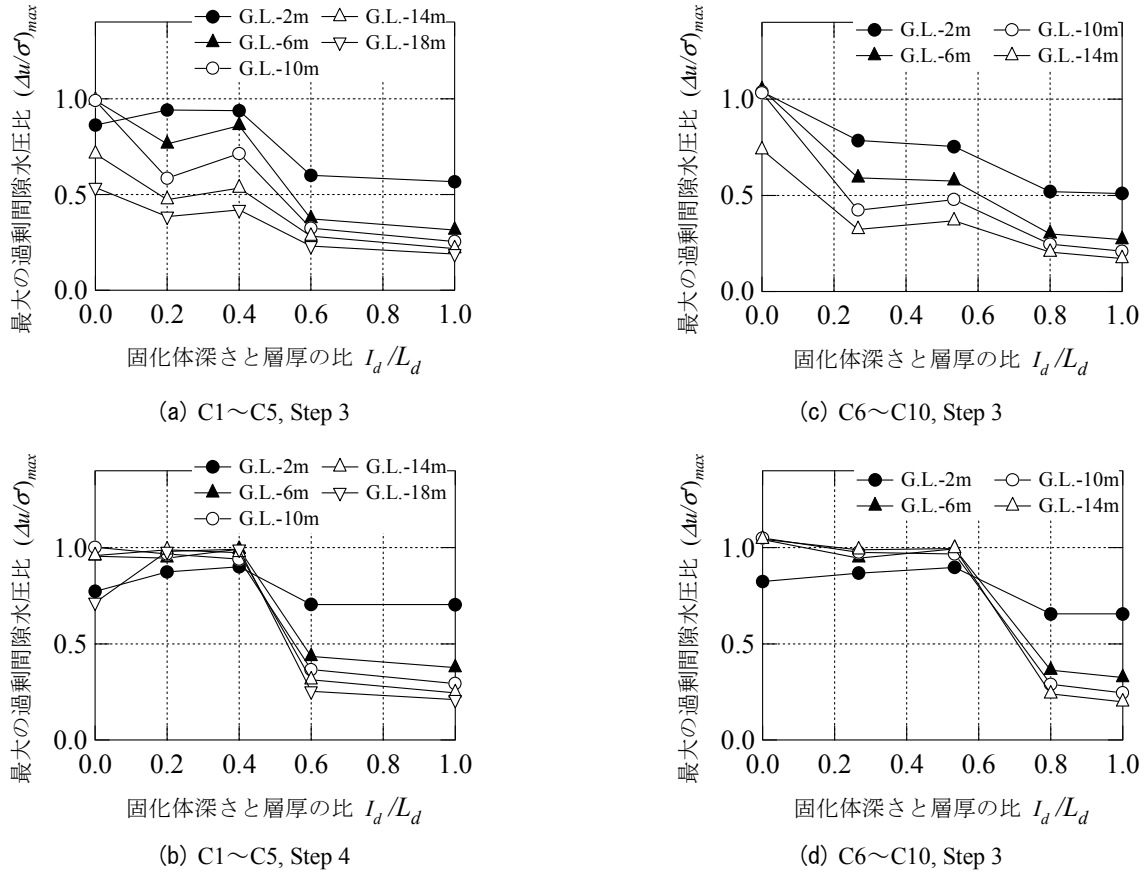 最大の過剰間隙水圧比 (Δu/σ')max
G.L.-2m
G.L.-6m
G.L.-10m
G.L.-14m
G.L.-18m
1.0
0.5
0.0
0.0 0.2 0.4 0.6 0.8 1.0
固化体深さと層厚の比 I_d/L_d
(a) C1～C5, Step 3
最大の過剰間隙水圧比 (Δu/σ')max
G.L.-2m
G.L.-6m
G.L.-10m
G.L.-14m
1.0
0.5
0.0
0.0 0.2 0.4 0.6 0.8 1.0
固化体深さと層厚の比 I_d/L_d
(c) C6～C10, Step 3
最大の過剰間隙水圧比 (Δu/σ')max
G.L.-2m
G.L.-6m
G.L.-10m
G.L.-14m
G.L.-18m
1.0
0.5
0.0
0.0 0.2 0.4 0.6 0.8 1.0
固化体深さと層厚の比 I_d/L_d
(b) C1～C5, Step 4
最大の過剰間隙水圧比 (Δu/σ')max
G.L.-2m
G.L.-6m
G.L.-10m
G.L.-14m
1.0
0.5
0.0
0.0 0.2 0.4 0.6 0.8 1.0
固化体深さと層厚の比 I_d/L_d
(d) C6～C10, Step 3